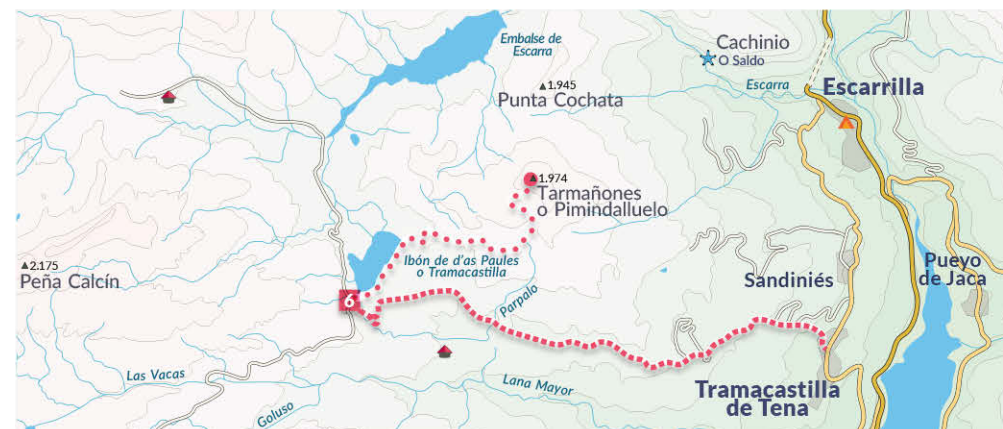 Embalse de
Escarra
Cachinio
O Saldo
1.945
Punta Cochata
Escarra
Escarrilla
1.974
Tarmañones
o Pimindalluelo
Ibón de d'as Paules
o Tramacastilla
2.175
Peña Calcín
6
Sandiniés
Pueyo
de Jaca
Parpalo
Las Vacas
Lana Mayor
Goluso
Tramacastilla
de Tena